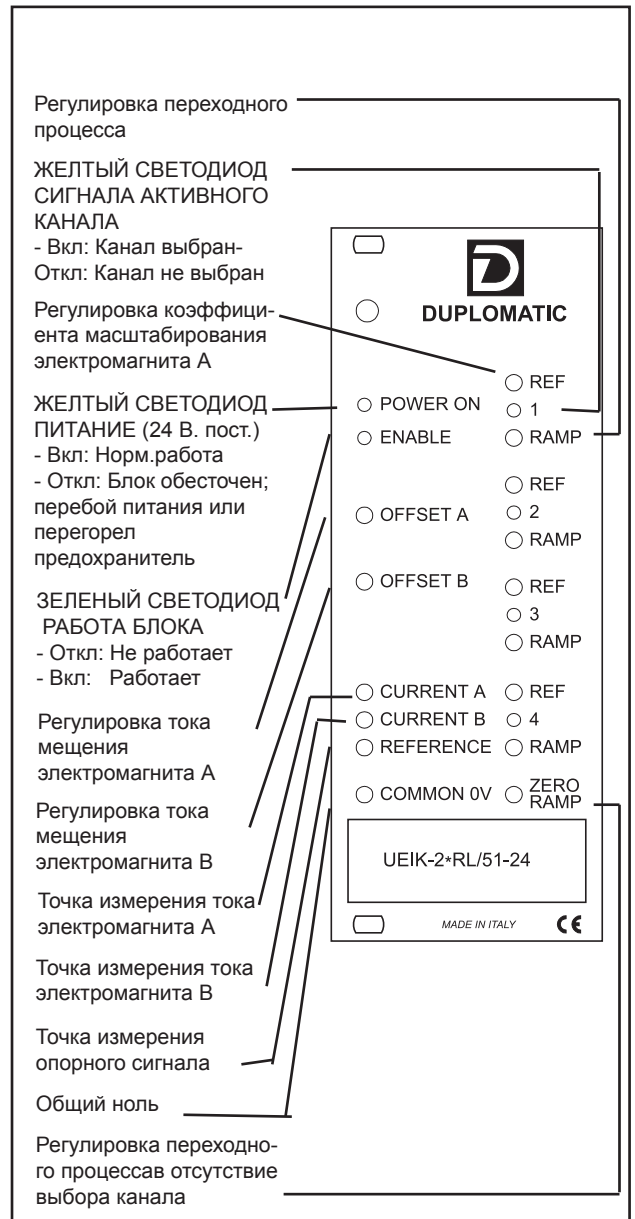 Регулировка переходного
процесса
ЖЕЛТЫЙ СВЕТОДИОД
СИГНАЛА АКТИВНОГО
КАНАЛА
- Вкл: Канал выбран-
Откл: Канал не выбран
Регулировка коэффици-
ента масштабирования
электромагнита А
ЖЕЛТЫЙ СВЕТОДИОД
ПИТАНИЕ (24 В. пост.)
- Вкл: Норм.работа
- Откл: Блок обесточен;
перебой питания или
перегорел
предохранитель
ЗЕЛЕНЫЙ СВЕТОДИОД
РАБОТА БЛОКА
- Откл: Не работает
- Вкл: Работает
Регулировка тока
мещения
электромагнита А
Регулировка тока
мещения
электромагнита В
Точка измерения тока
электромагнита А
Точка измерения тока
электромагнита В
Точка измерения
опорного сигнала
Общий ноль
Регулировка переходно-
го процессав отсутствие
выбора канала
DUPLOMATIC
REF
POWER ON 1
ENABLE RAMP
REF
OFFSET A 2
RAMP
OFFSET B REF
3
RAMP
CURRENT A REF
CURRENT B 4
REFERENCE RAMP
COMMON 0V ZERO
RAMP
UEIK-2*RL/51-24
MADE IN ITALY CE